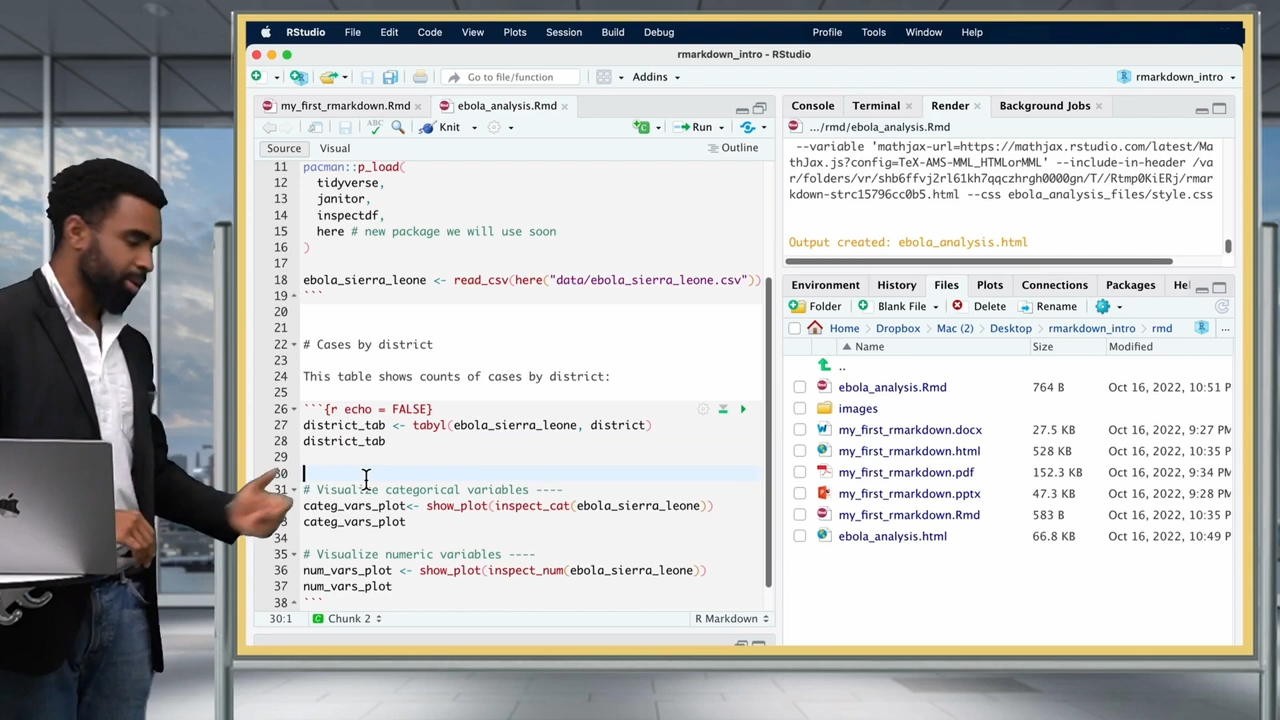 RStudio File Edit Code View Plots Session Build Debug Profile Tools Window Help
rmarkdown_intro - RStudio
Go to file/function Addins rmarkdown_intro
my_first_rmarkdown.Rmd ebola_analysis.Rmd
ABC Knit Run
Source Visual Outline
11 pacman::p_load(
12 tidyverse,
13 janitor,
14 inspectdf,
15 here # new package we will use soon
16 )
17
18 ebola_sierra_leone <- read_csv(here("data/ebola_sierra_leone.csv"))
19 ```
20
21
22 # Cases by district
23
24 This table shows counts of cases by district:
25
26 ```{r echo = FALSE}
27 district_tab <- tabyl(ebola_sierra_leone, district)
28 district_tab
29
30
31 # Visualize categorical variables ----
categ_vars_plot<- show_plot(inspect_cat(ebola_sierra_leone))
3 categ_vars_plot
34
35 # Visualize numeric variables ----
36 num_vars_plot <- show_plot(inspect_num(ebola_sierra_leone))
37 num_vars_plot
38 ```
30:1 Chunk 2 R Markdown
Console Terminal Render Background Jobs
.../rmd/ebola_analysis.Rmd
--variable 'mathjax-url=https://mathjax.rstudio.com/latest/Ma
thJax.js?config=TeX-AMS-MML_HTMLorMML' --include-in-header /va
r/folders/vr/shb6ffvj2rl61kh7qqczhrgh0000gn/T//Rtmp0KiERj/rmar
kdown-strc15796cc0b5.html --css ebola_analysis_files/style.css
Output created: ebola_analysis.html
Environment History Files Plots Connections Packages Hel
Folder Blank File Delete Rename
Home Dropbox Mac (2) Desktop rmarkdown_intro rmd ...
Name Size Modified
..
ebola_analysis.Rmd 764 B Oct 16, 2022, 10:51 P
images
my_first_rmarkdown.docx 27.5 KB Oct 16, 2022, 9:27 PM
my_first_rmarkdown.html 528 KB Oct 16, 2022, 10:35 P
my_first_rmarkdown.pdf 152.3 KB Oct 16, 2022, 9:34 PM
my_first_rmarkdown.pptx 47.3 KB Oct 16, 2022, 9:28 PM
my_first_rmarkdown.Rmd 583 B Oct 16, 2022, 10:35 P
ebola_analysis.html 66.8 KB Oct 16, 2022, 10:49 P